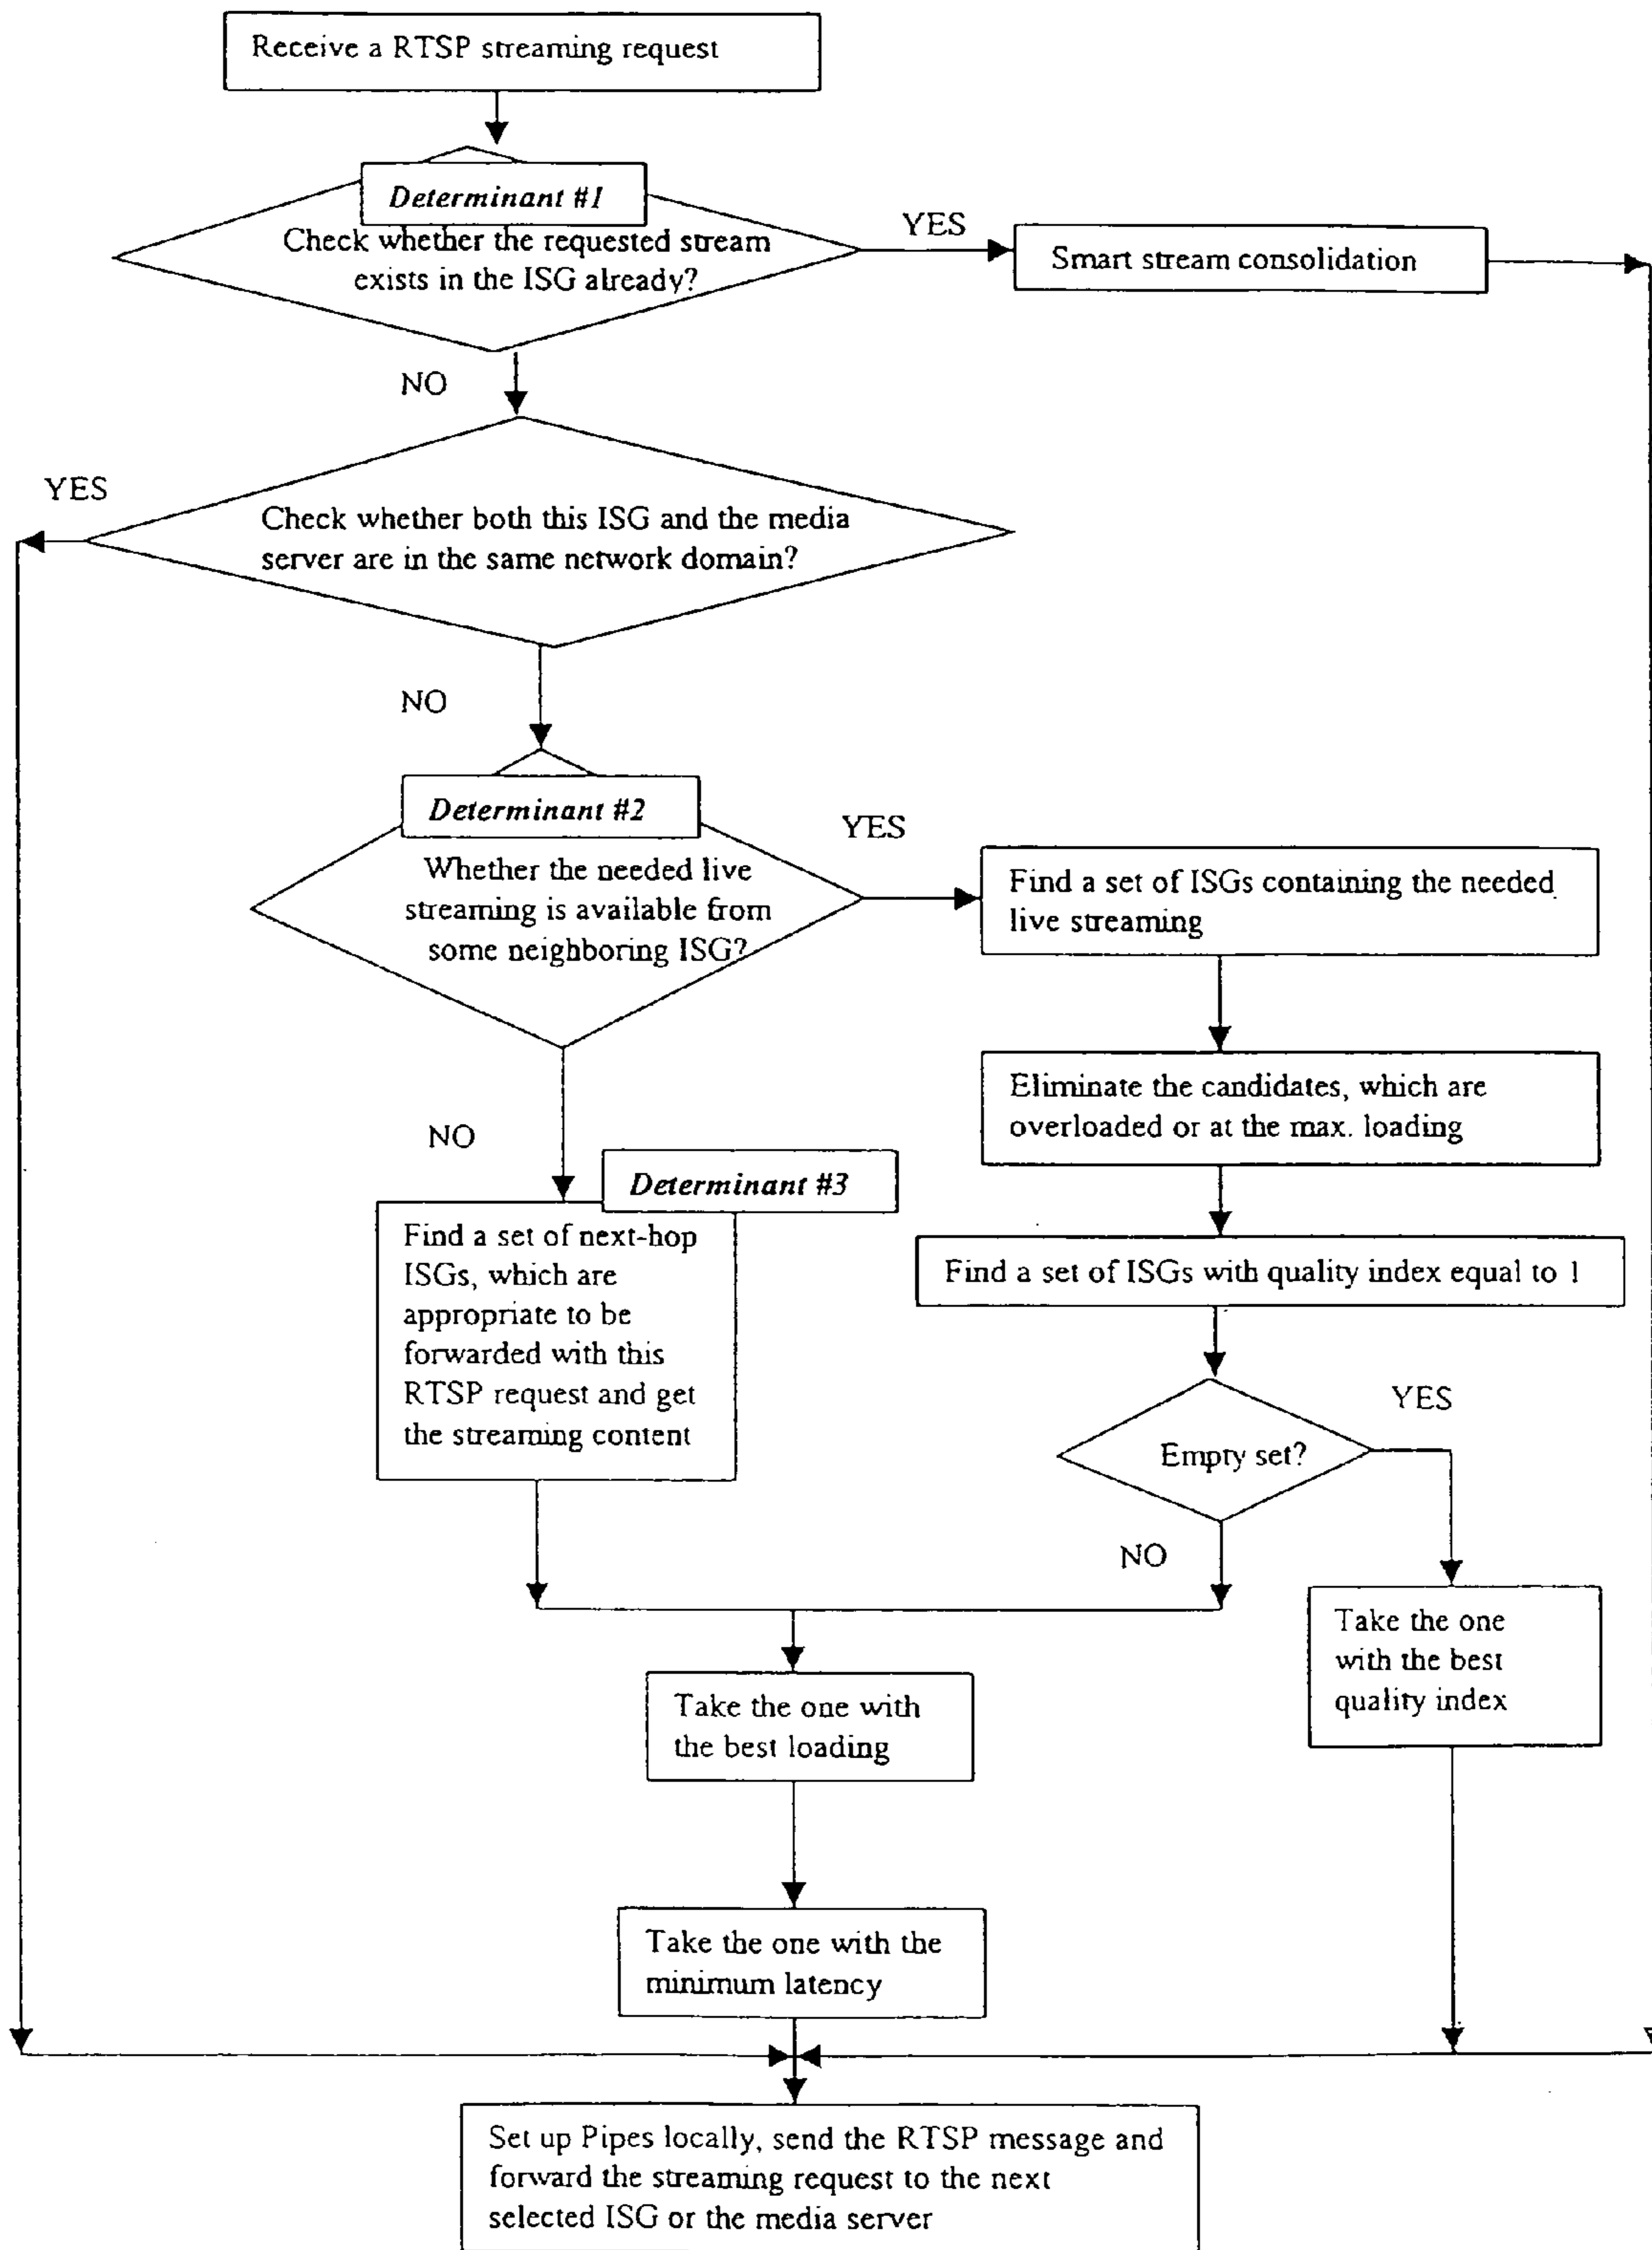 Receive a RTSP streaming request
Determinant #1
Check whether the requested stream
exists in the ISG already?
YES
Smart stream consolidation
NO
YES
Check whether both this ISG and the media
server are in the same network domain?
NO
Determinant #2
Whether the needed live
streaming is available from
some neighboring ISG?
YES
Find a set of ISGs containing the needed
live streaming
Eliminate the candidates, which are
overloaded or at the max. loading
NO
Determinant #3
Find a set of next-hop
ISGs, which are
appropriate to be
forwarded with this
RTSP request and get
the streaming content
Find a set of ISGs with quality index equal to 1
Empty set?
YES
NO
Take the one
with the best
quality index
Take the one with
the best loading
Take the one with the
minimum latency
Set up Pipes locally, send the RTSP message and
forward the streaming request to the next
selected ISG or the media server